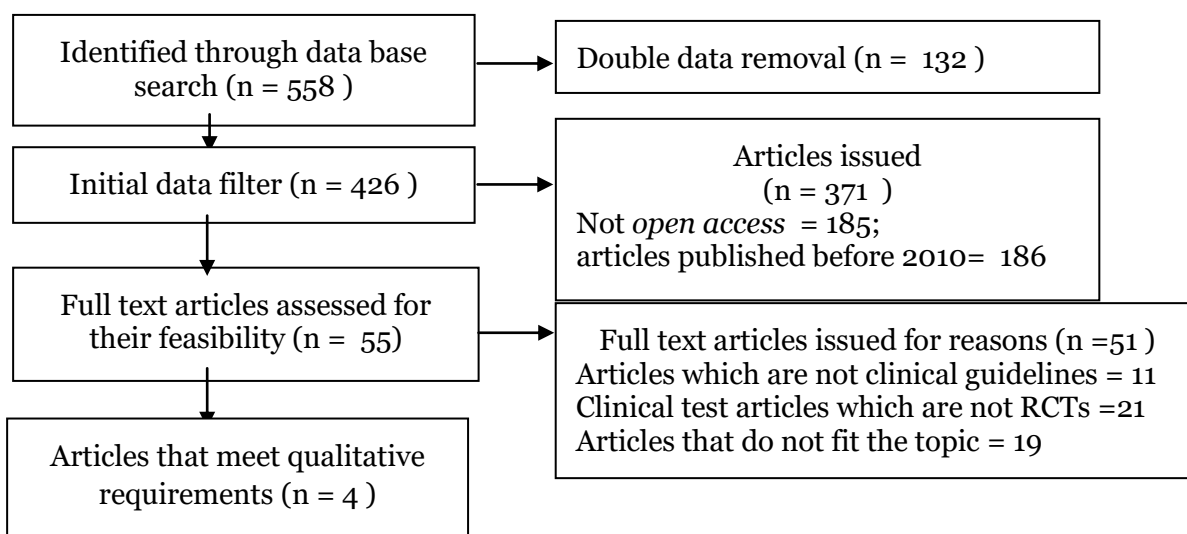 Identified through data base
search (n = 558 )
Double data removal (n = 132 )
Initial data filter (n = 426 )
Articles issued
(n = 371 )
Not open access = 185;
articles published before 2010= 186
Full text articles assessed for
their feasibility (n = 55)
Full text articles issued for reasons (n =51 )
Articles which are not clinical guidelines = 11
Clinical test articles which are not RCTs =21
Articles that do not fit the topic = 19
Articles that meet qualitative
requirements (n = 4 )